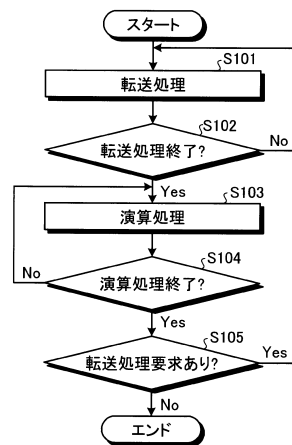 スタート
S101
転送処理
S102
転送処理終了?
No
Yes
S103
演算処理
S104
No
演算処理終了?
Yes
S105
転送処理要求あり?
Yes
No
エンド